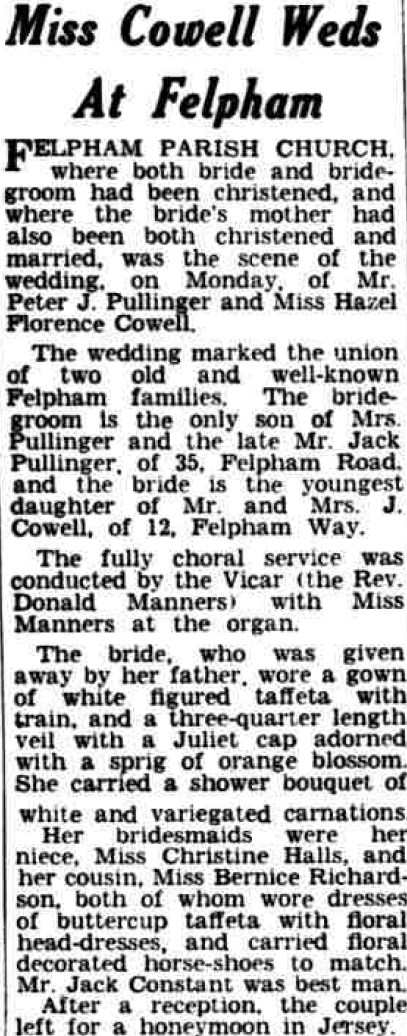 Miss Cowell Weds
At Felpham
FELPHAM PARISH CHURCH,
where both bride and bride-
groom had been christened, and
where the bride's mother had
also been both christened and
married, was the scene of the
wedding, on Monday, of Mr.
Peter J. Pullinger and Miss Hazel
Florence Cowell.
The wedding marked the union
of two old and well-known
Felpham families. The bride-
groom is the only son of Mrs.
Pullinger and the late Mr. Jack
Pullinger, of 35, Felpham Road,
and the bride is the youngest
daughter of Mr. and Mrs. J.
Cowell, of 12, Felpham Way.
The fully choral service was
conducted by the Vicar (the Rev.
Donald Manners) with Miss
Manners at the organ.
The bride, who was given
away by her father, wore a gown
of white figured taffeta with
train, and a three-quarter length
veil with a Juliet cap adorned
with a sprig of orange blossom.
She carried a shower bouquet of
white and variegated carnations
Her bridesmaids were her
niece, Miss Christine Halls, and
her cousin, Miss Bernice Richard-
son, both of whom wore dresses
of buttercup taffeta with floral
head-dresses, and carried floral
decorated horse-shoes to match.
Mr. Jack Constant was best man.
After a reception, the couple
left for a honeymoon in Jersey.